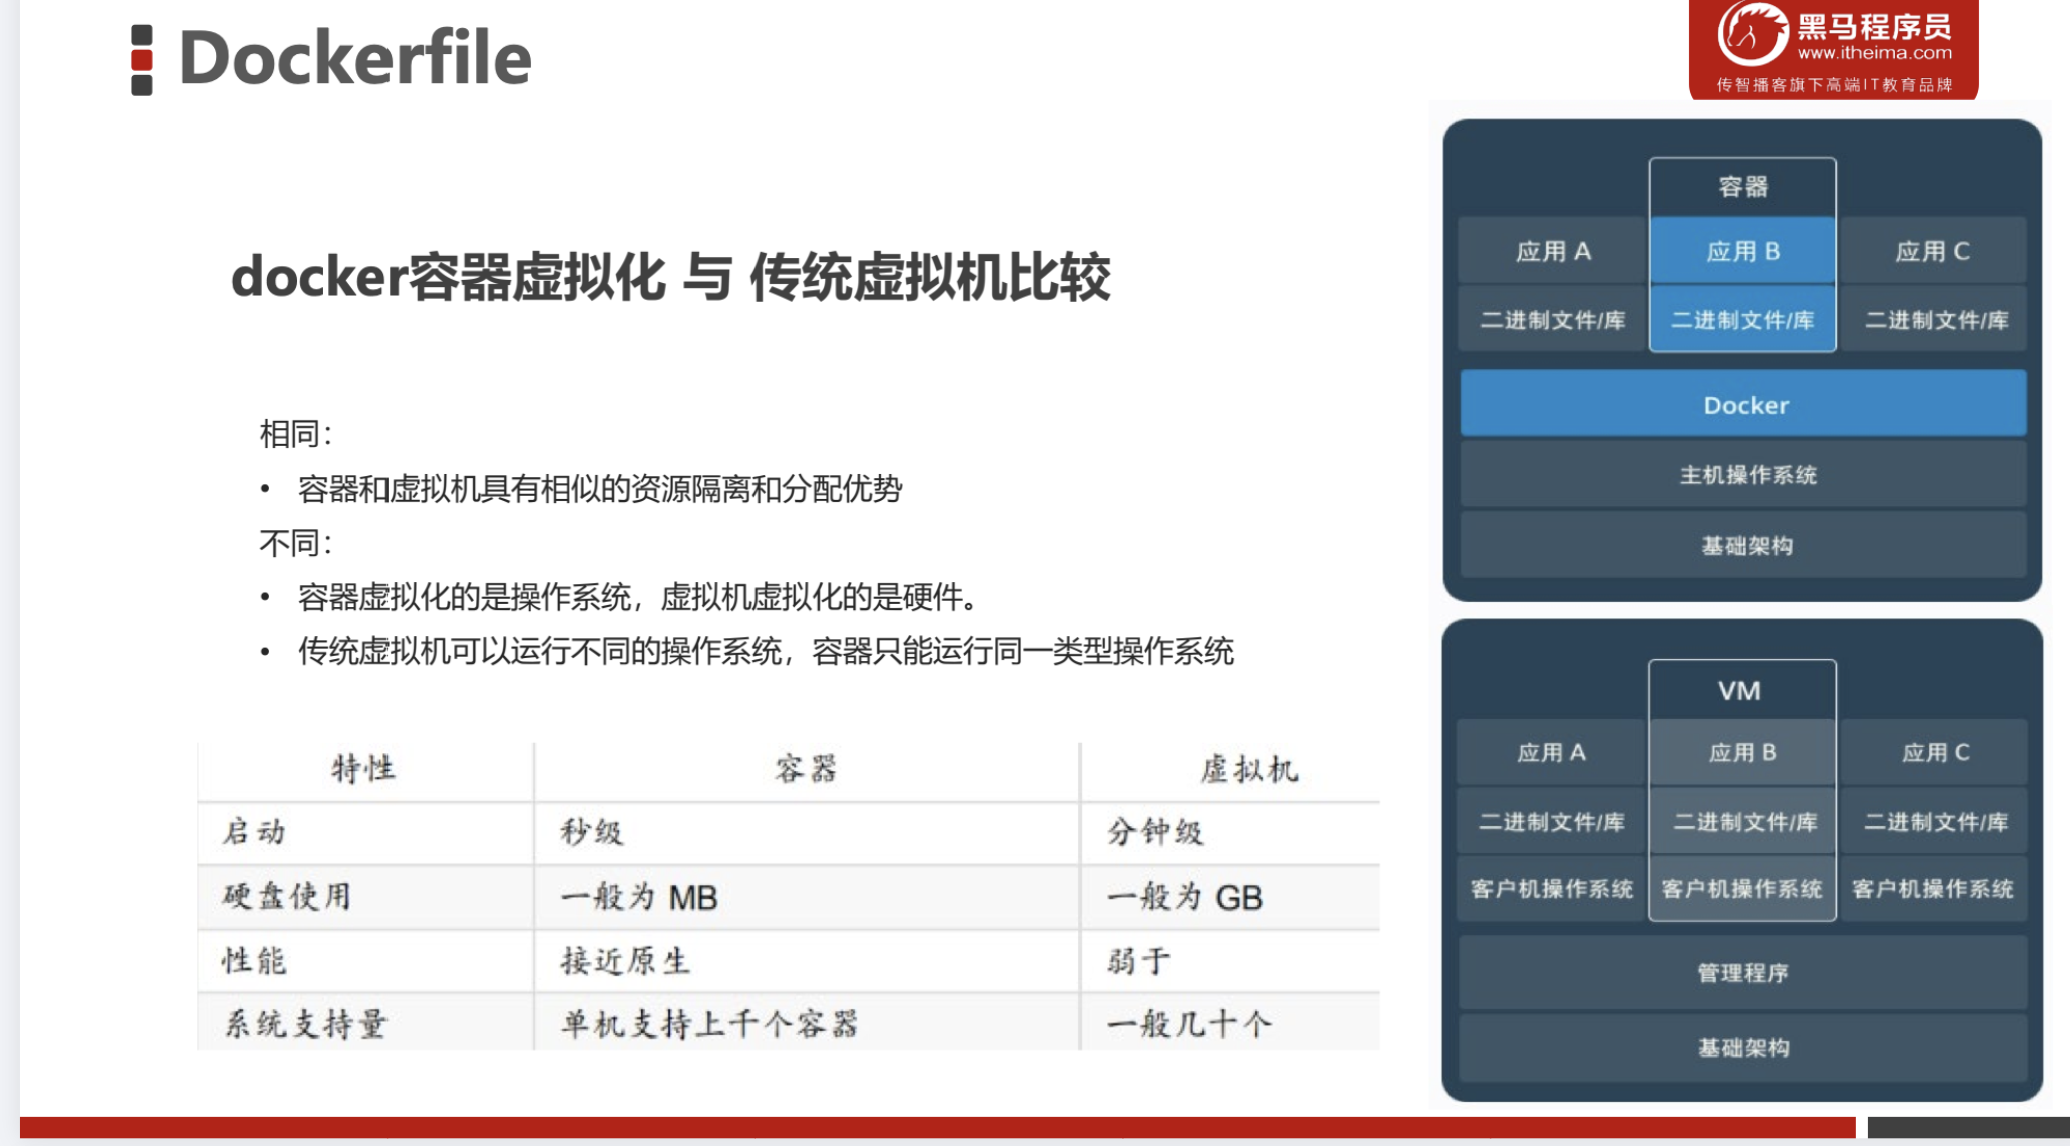 Dockerfile
黑马程序员
www.itheima.com
传智播客旗下高端IT教育品牌
docker容器虚拟化 与 传统虚拟机比较
相同：
• 容器和虚拟机具有相似的资源隔离和分配优势
不同：
• 容器虚拟化的是操作系统，虚拟机虚拟化的是硬件。
• 传统虚拟机可以运行不同的操作系统，容器只能运行同一类型操作系统
特性 容器 虚拟机
启动 秒级 分钟级
硬盘使用 一般为 MB 一般为 GB
性能 接近原生 弱于
系统支持量 单机支持上千个容器 一般几十个
容器
应用 A 应用 B 应用 C
二进制文件/库 二进制文件/库 二进制文件/库
Docker
主机操作系统
基础架构
VM
应用 A 应用 B 应用 C
二进制文件/库 二进制文件/库 二进制文件/库
客户机操作系统 客户机操作系统 客户机操作系统
管理程序
基础架构